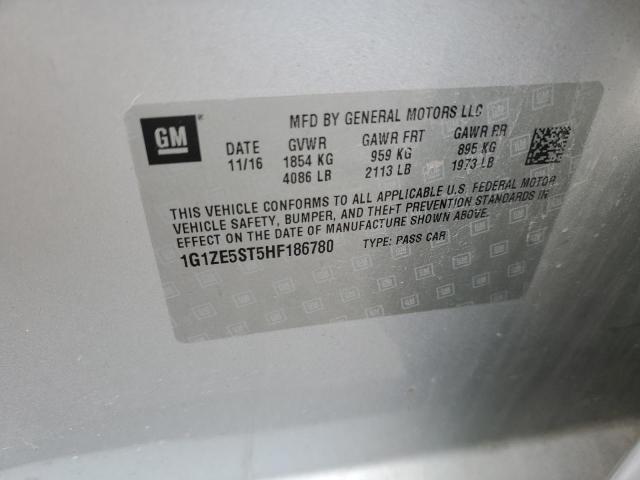 GM
MFD BY GENERAL MOTORS LLC
DATE GVWR GAWR FRT GAWR RR
11/16 1854 KG 959 KG 895 KG
4086 LB 2113 LB 1973 LB
THIS VEHICLE CONFORMS TO ALL APPLICABLE U.S. FEDERAL MOTOR
VEHICLE SAFETY, BUMPER, AND THEFT PREVENTION STANDARDS IN
EFFECT ON THE DATE OF MANUFACTURE SHOWN ABOVE.
1G1ZE5ST5HF186780 TYPE: PASS CAR